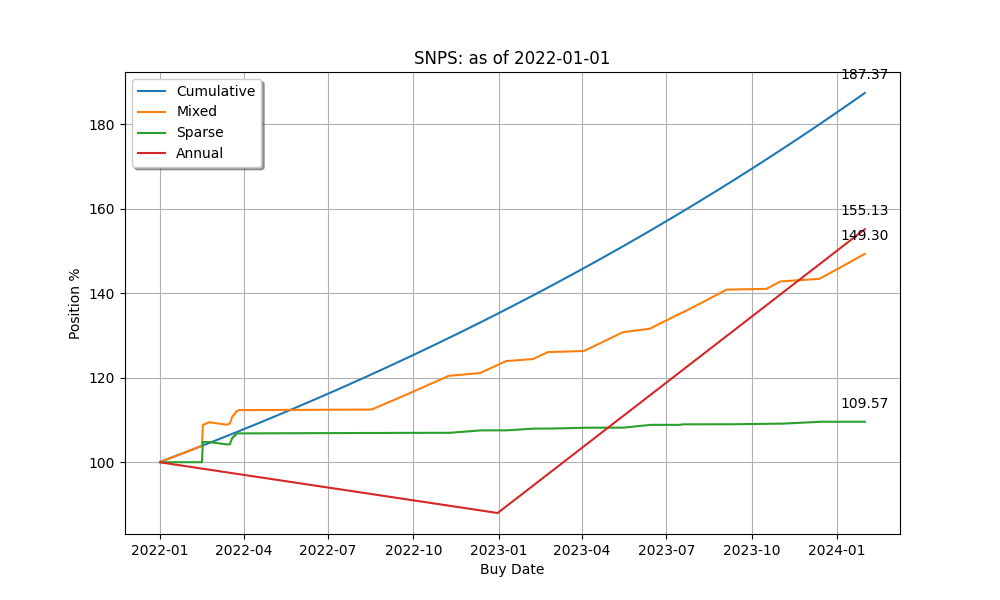 SNPS: as of 2022-01-01
187.37
Cumulative
Mixed
Sparse
Annual
180
160
155.13
149.30
140
120
109.57
100
Position %
2022-01
2022-04
2022-07
2022-10
2023-01
2023-04
2023-07
2023-10
2024-01
Buy Date